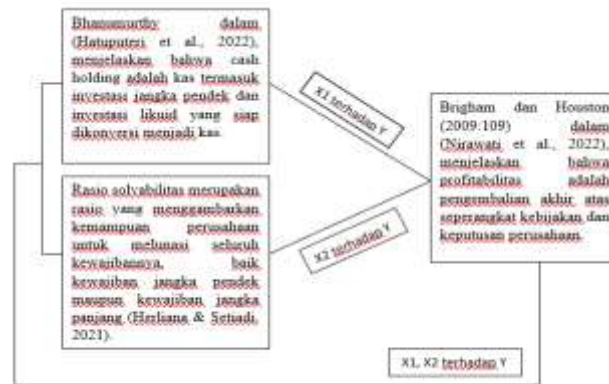 Bhanumurthy dalam
(Hatuputeri et al., 2022),
menjelaskan bahwa cash
holding adalah kas termasuk
investasi jangka pendek dan
investasi likuid yang siap
dikonversi menjadi kas.
X1 terhadap Y
Brigham dan Houston
(2009:109) dalam
(Nirawati et al., 2022),
menjelaskan bahwa
profitabilitas adalah
pengembalian akhir atas
seperangkat kebijakan dan
keputusan perusahaan.
Rasio solvabilitas merupakan
rasio yang menggambarkan
kemampuan perusahaan
untuk melunasi seluruh
kewajibannya, baik
kewajiban jangka pendek
maupun kewajiban jangka
panjang (Herliana & Setiadi,
2021).
X2 terhadap Y
X1, X2 terhadap Y